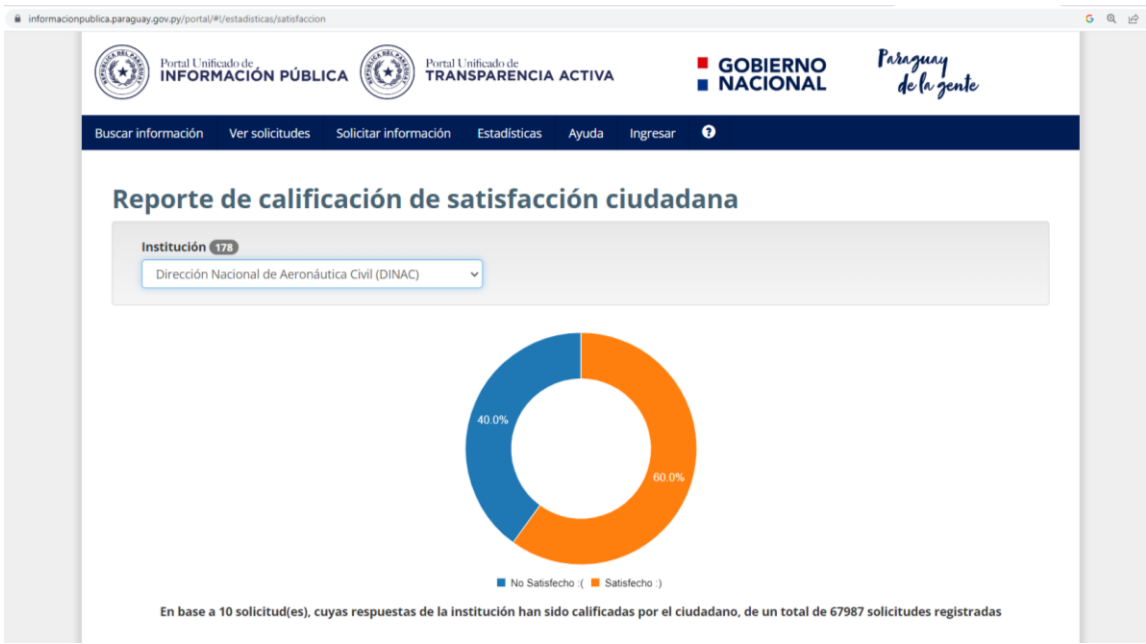 informacionpublica.paraguay.gov.py/portal/#!/estadisticas/satisfaccion
Portal Unificado de
INFORMACIÓN PÚBLICA
Portal Unificado de
TRANSPARENCIA ACTIVA
GOBIERNO
NACIONAL
Paraguay
de la gente
Buscar información Ver solicitudes Solicitar información Estadísticas Ayuda Ingresar ?
Reporte de calificación de satisfacción ciudadana
Institución 178
Dirección Nacional de Aeronáutica Civil (DINAC)
40.0%
60.0%
No Satisfecho :( Satisfecho :)
En base a 10 solicitud(es), cuyas respuestas de la institución han sido calificadas por el ciudadano, de un total de 67987 solicitudes registradas